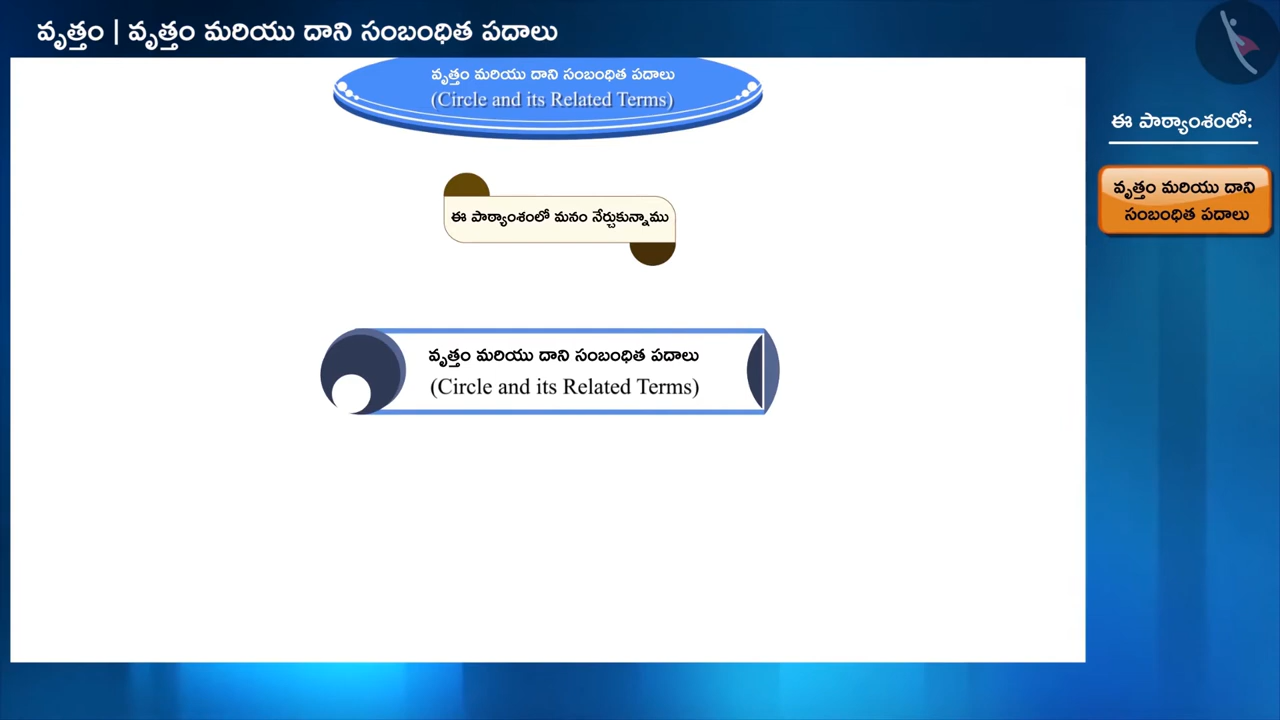 వృత్తం | వృత్తం మరియు దాని సంబంధిత పదాలు
వృత్తం మరియు దాని సంబంధిత పదాలు
(Circle and its Related Terms)
ఈ పాఠ్యాంశంలో మనం నేర్చుకున్నాము
వృత్తం మరియు దాని సంబంధిత పదాలు
(Circle and its Related Terms)
ఈ పాఠ్యాంశంలో:
వృత్తం మరియు దాని
సంబంధిత పదాలు